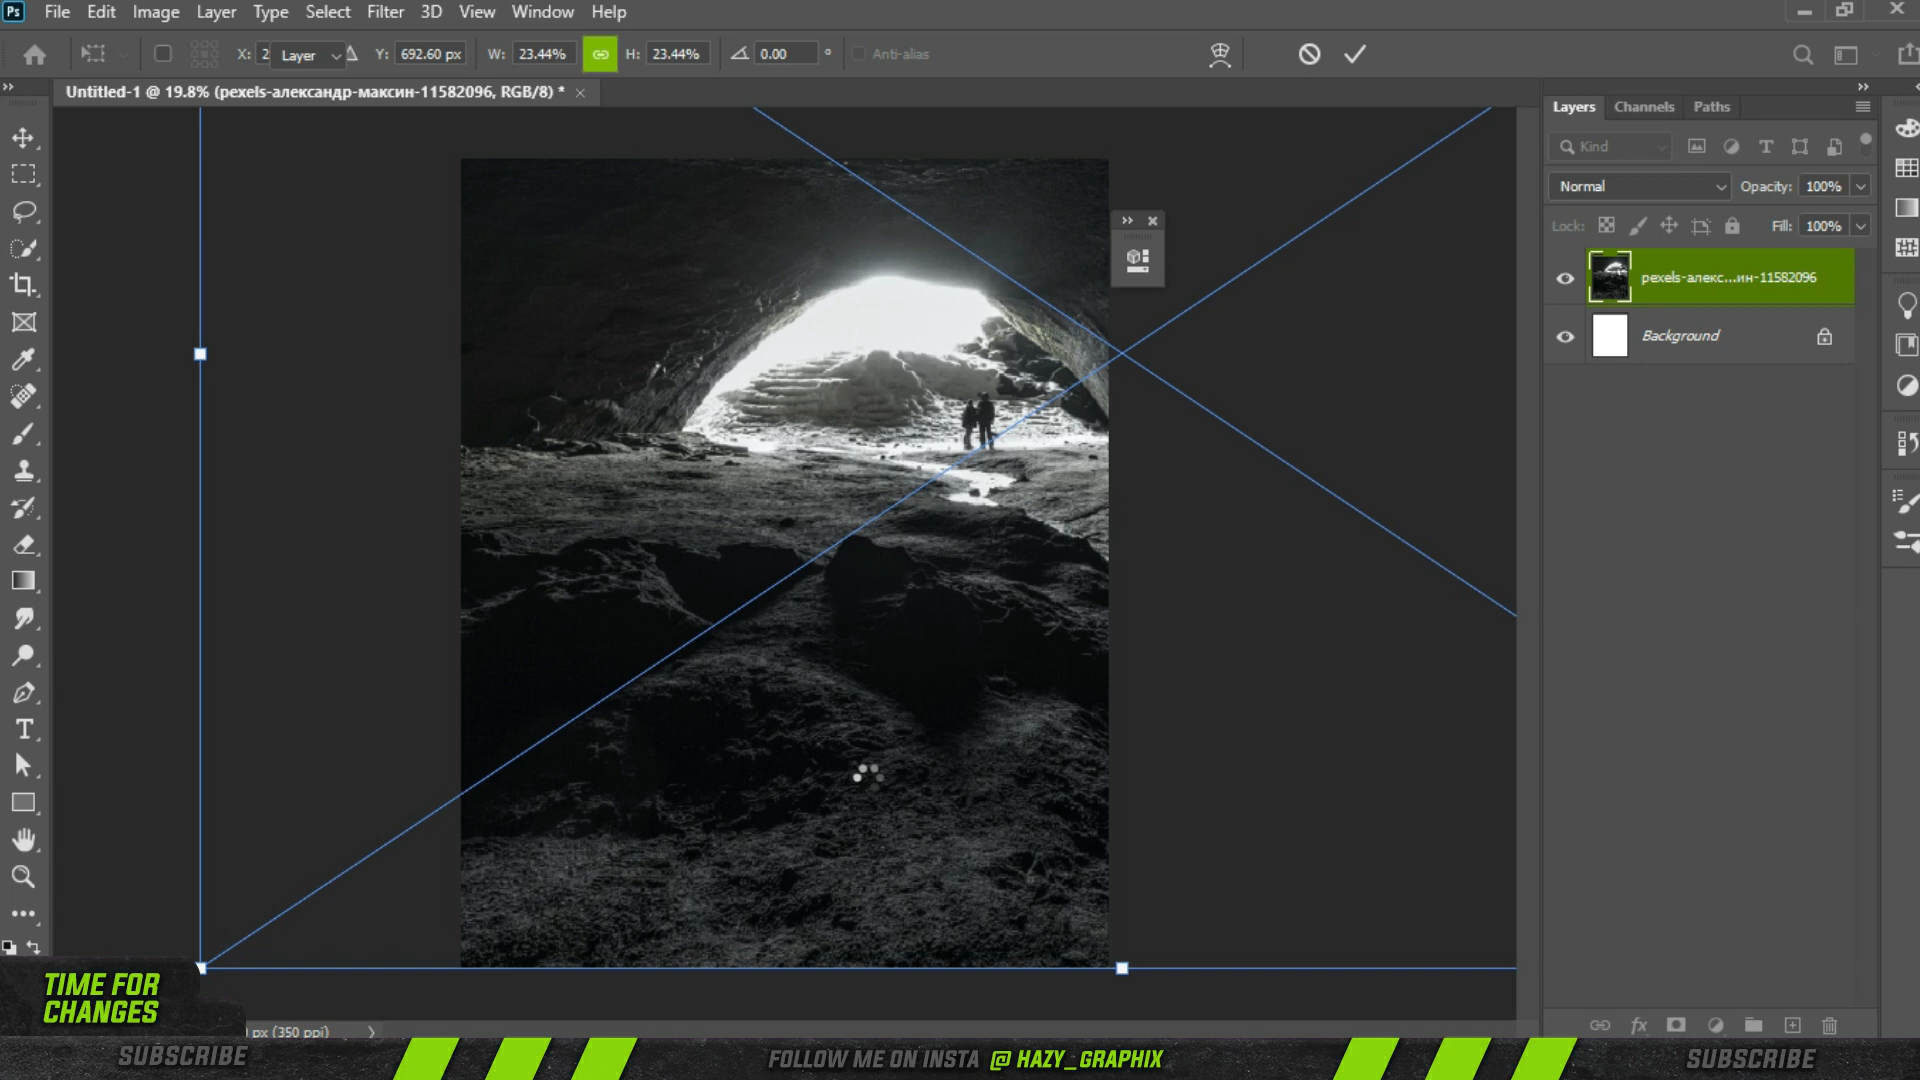 Ps File Edit Image Layer Type Select Filter 3D View Window Help
X: 2 Layer Y: 692.60 px W: 23.44% H: 23.44% 0.00 ° Anti-alias
Untitled-1 @ 19.8% (pexels-александр-максин-11582096, RGB/8) *
Layers Channels Paths
Kind
Normal Opacity: 100%
Lock: Fill: 100%
pexels-алекс...ин-11582096
Background
TIME FOR
CHANGES
px (350 ppi)
SUBSCRIBE FOLLOW ME ON INSTA @ HAZY_GRAPHIX SUBSCRIBE